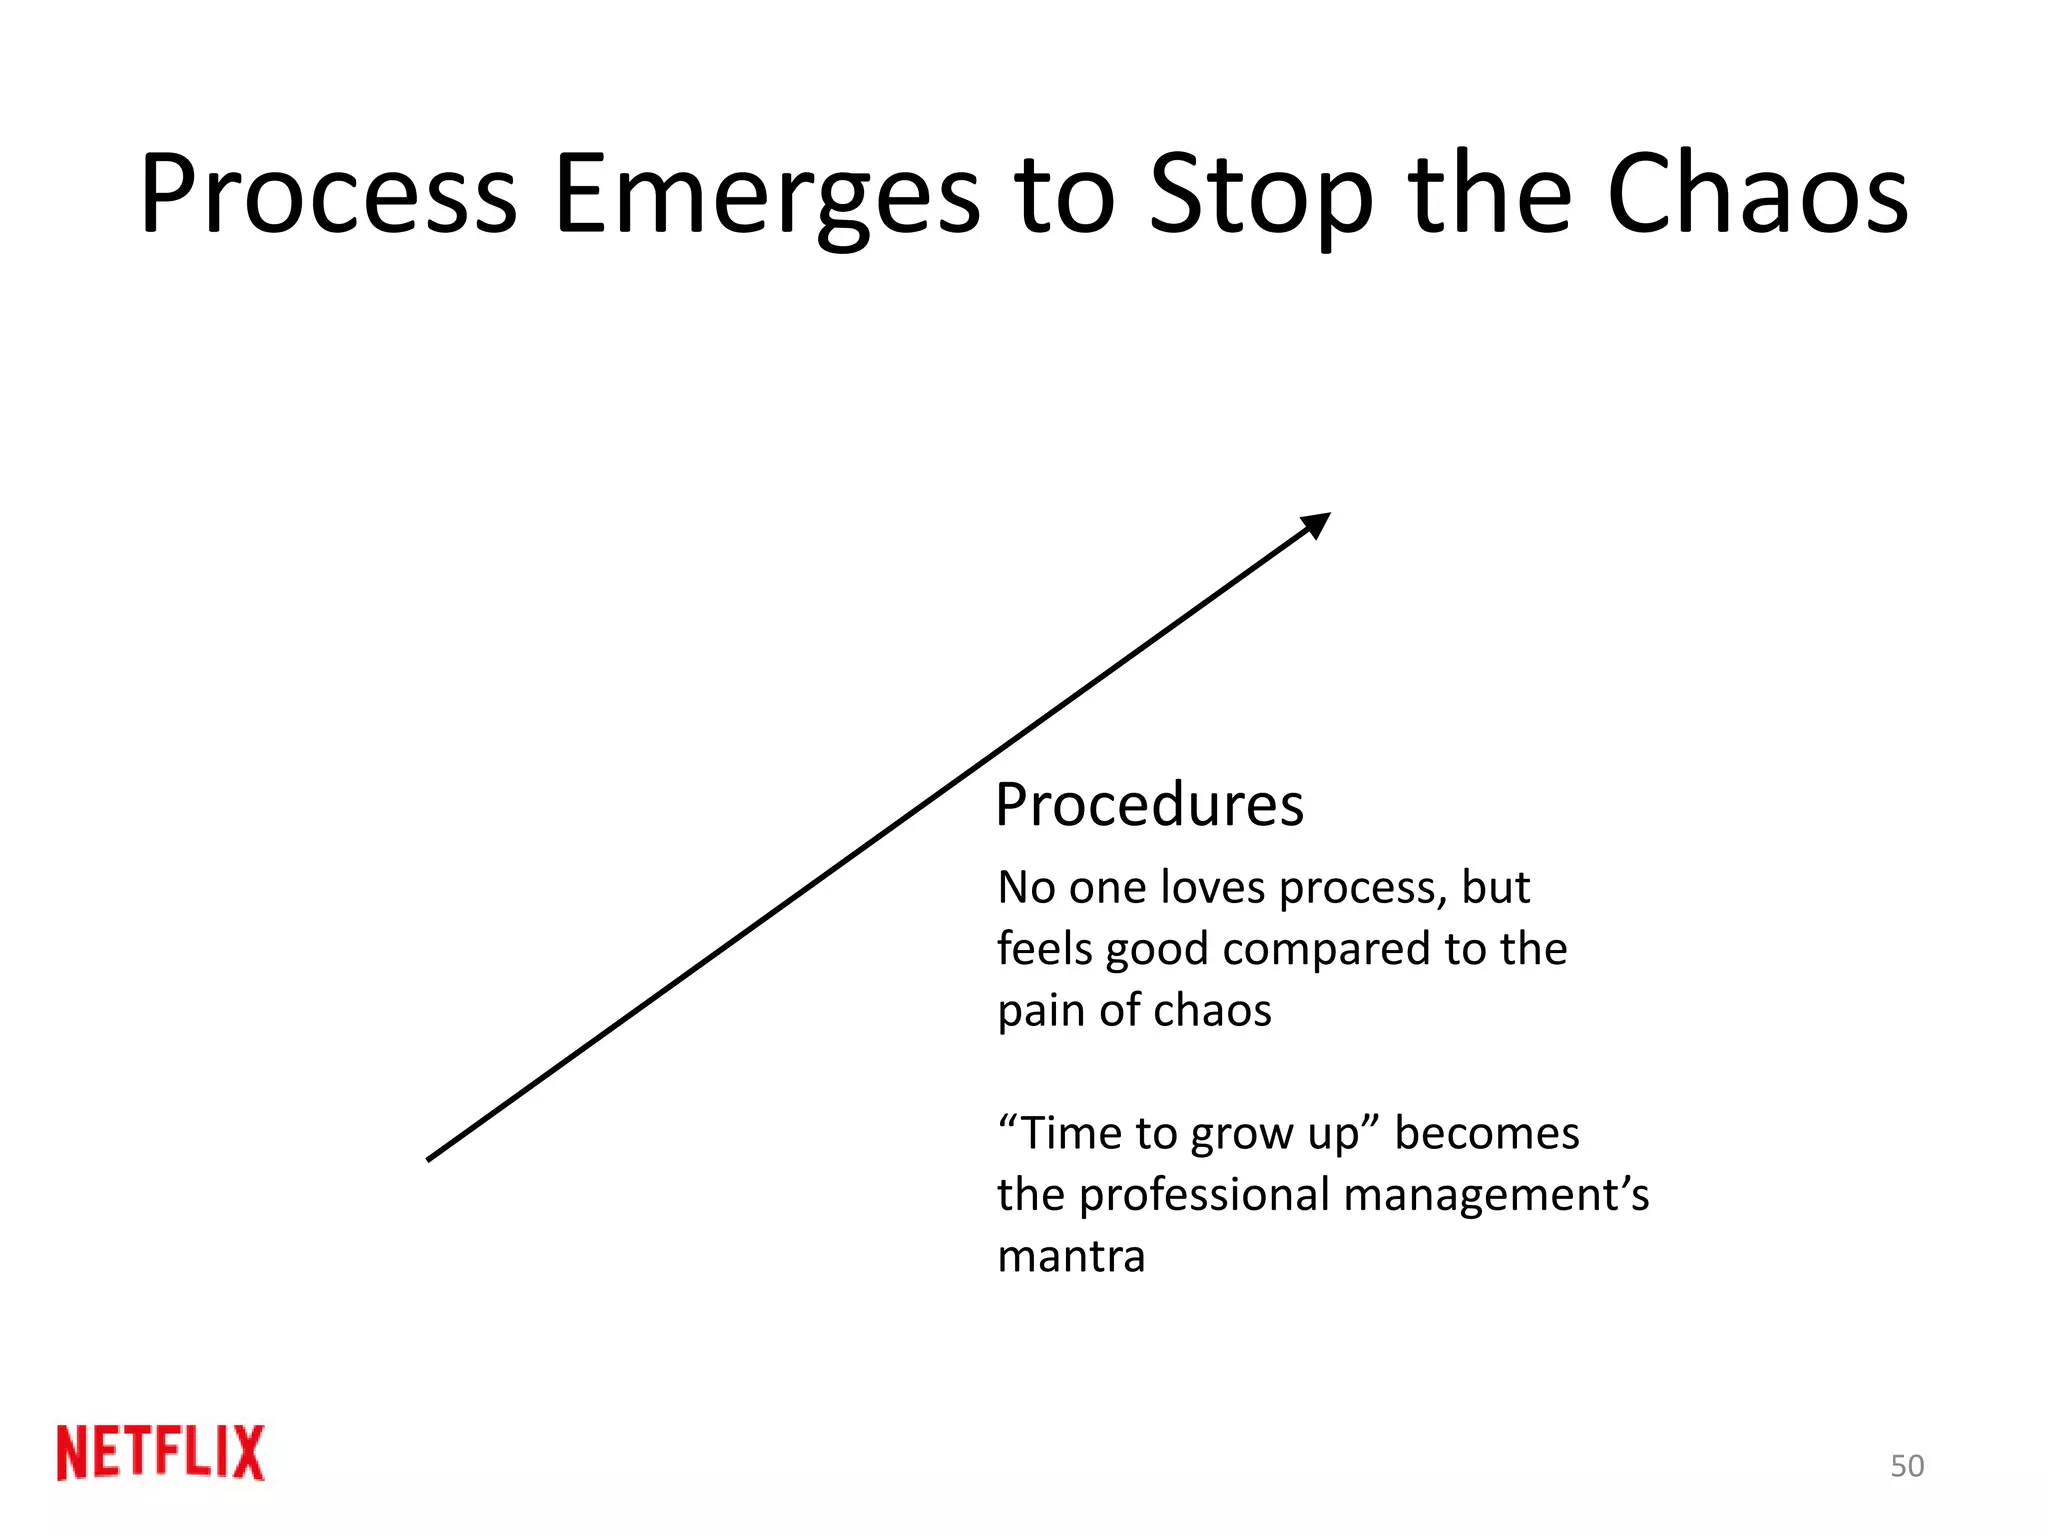 Process Emerges to Stop the Chaos
Procedures
No one loves process, but
feels good compared to the
pain of chaos
“Time to grow up” becomes
the professional management’s
mantra
NETFLIX
50